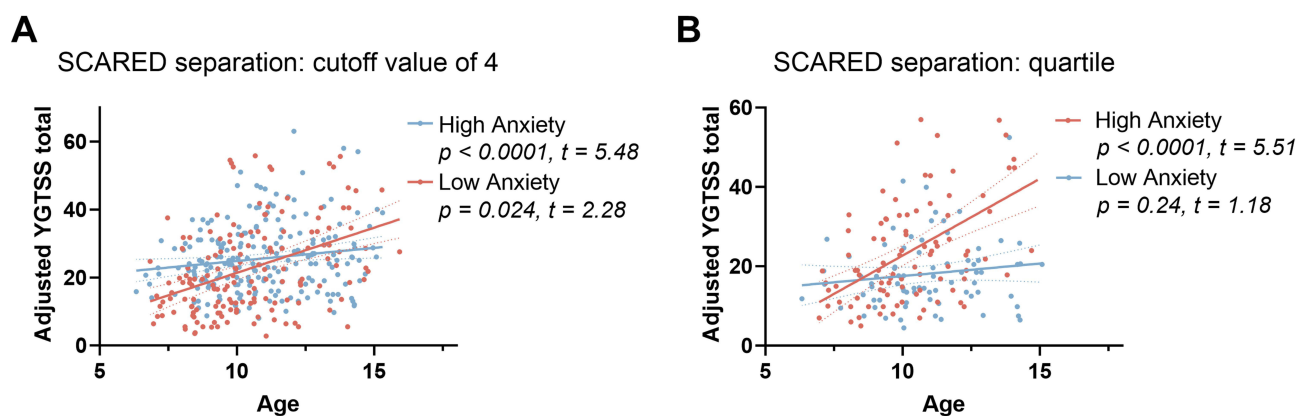 A
SCARED separation: cutoff value of 4
Adjusted YGTSS total
60
40
20
0
5
10
15
Age
High Anxiety
p < 0.0001, t = 5.48
Low Anxiety
p = 0.024, t = 2.28
B
SCARED separation: quartile
Adjusted YGTSS total
60
40
20
0
5
10
15
Age
High Anxiety
p < 0.0001, t = 5.51
Low Anxiety
p = 0.24, t = 1.18